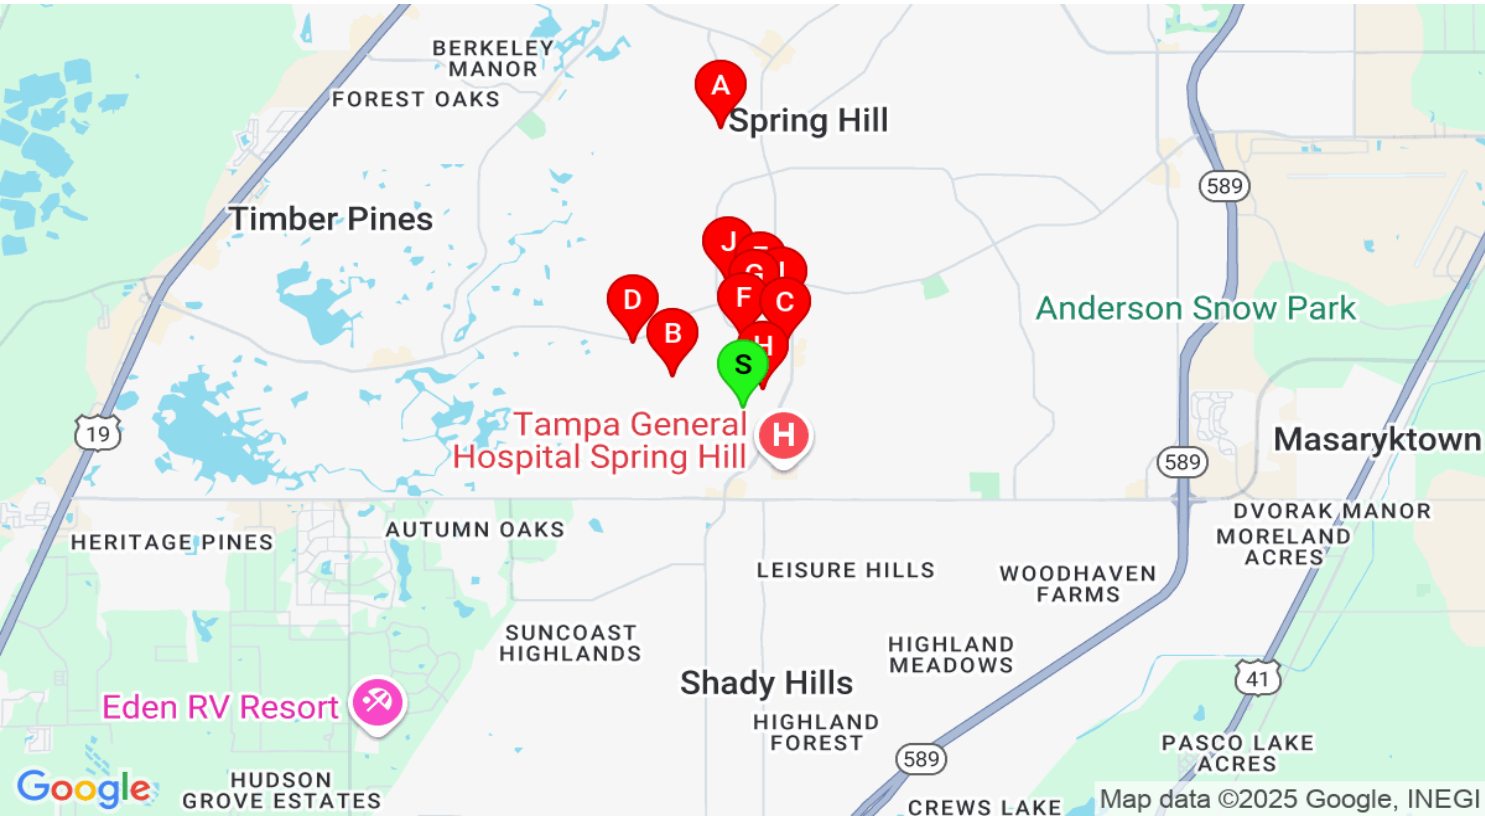 BERKELEY
MANOR
FOREST OAKS
A
Spring Hill
589
Timber Pines
J
G
D
F
C
B
H
S
Anderson Snow Park
19
Tampa General
Hospital Spring Hill
H
589
Masaryktown
DVORAK MANOR
MORELAND
ACRES
HERITAGE PINES
AUTUMN OAKS
LEISURE HILLS
WOODHAVEN
FARMS
SUNCOAST
HIGHLANDS
HIGHLAND
MEADOWS
Shady Hills
41
Eden RV Resort
HIGHLAND
FOREST
589
PASCO LAKE
ACRES
HUDSON
GROVE ESTATES
Google
CREWS LAKE
Map data ©2025 Google, INEGI